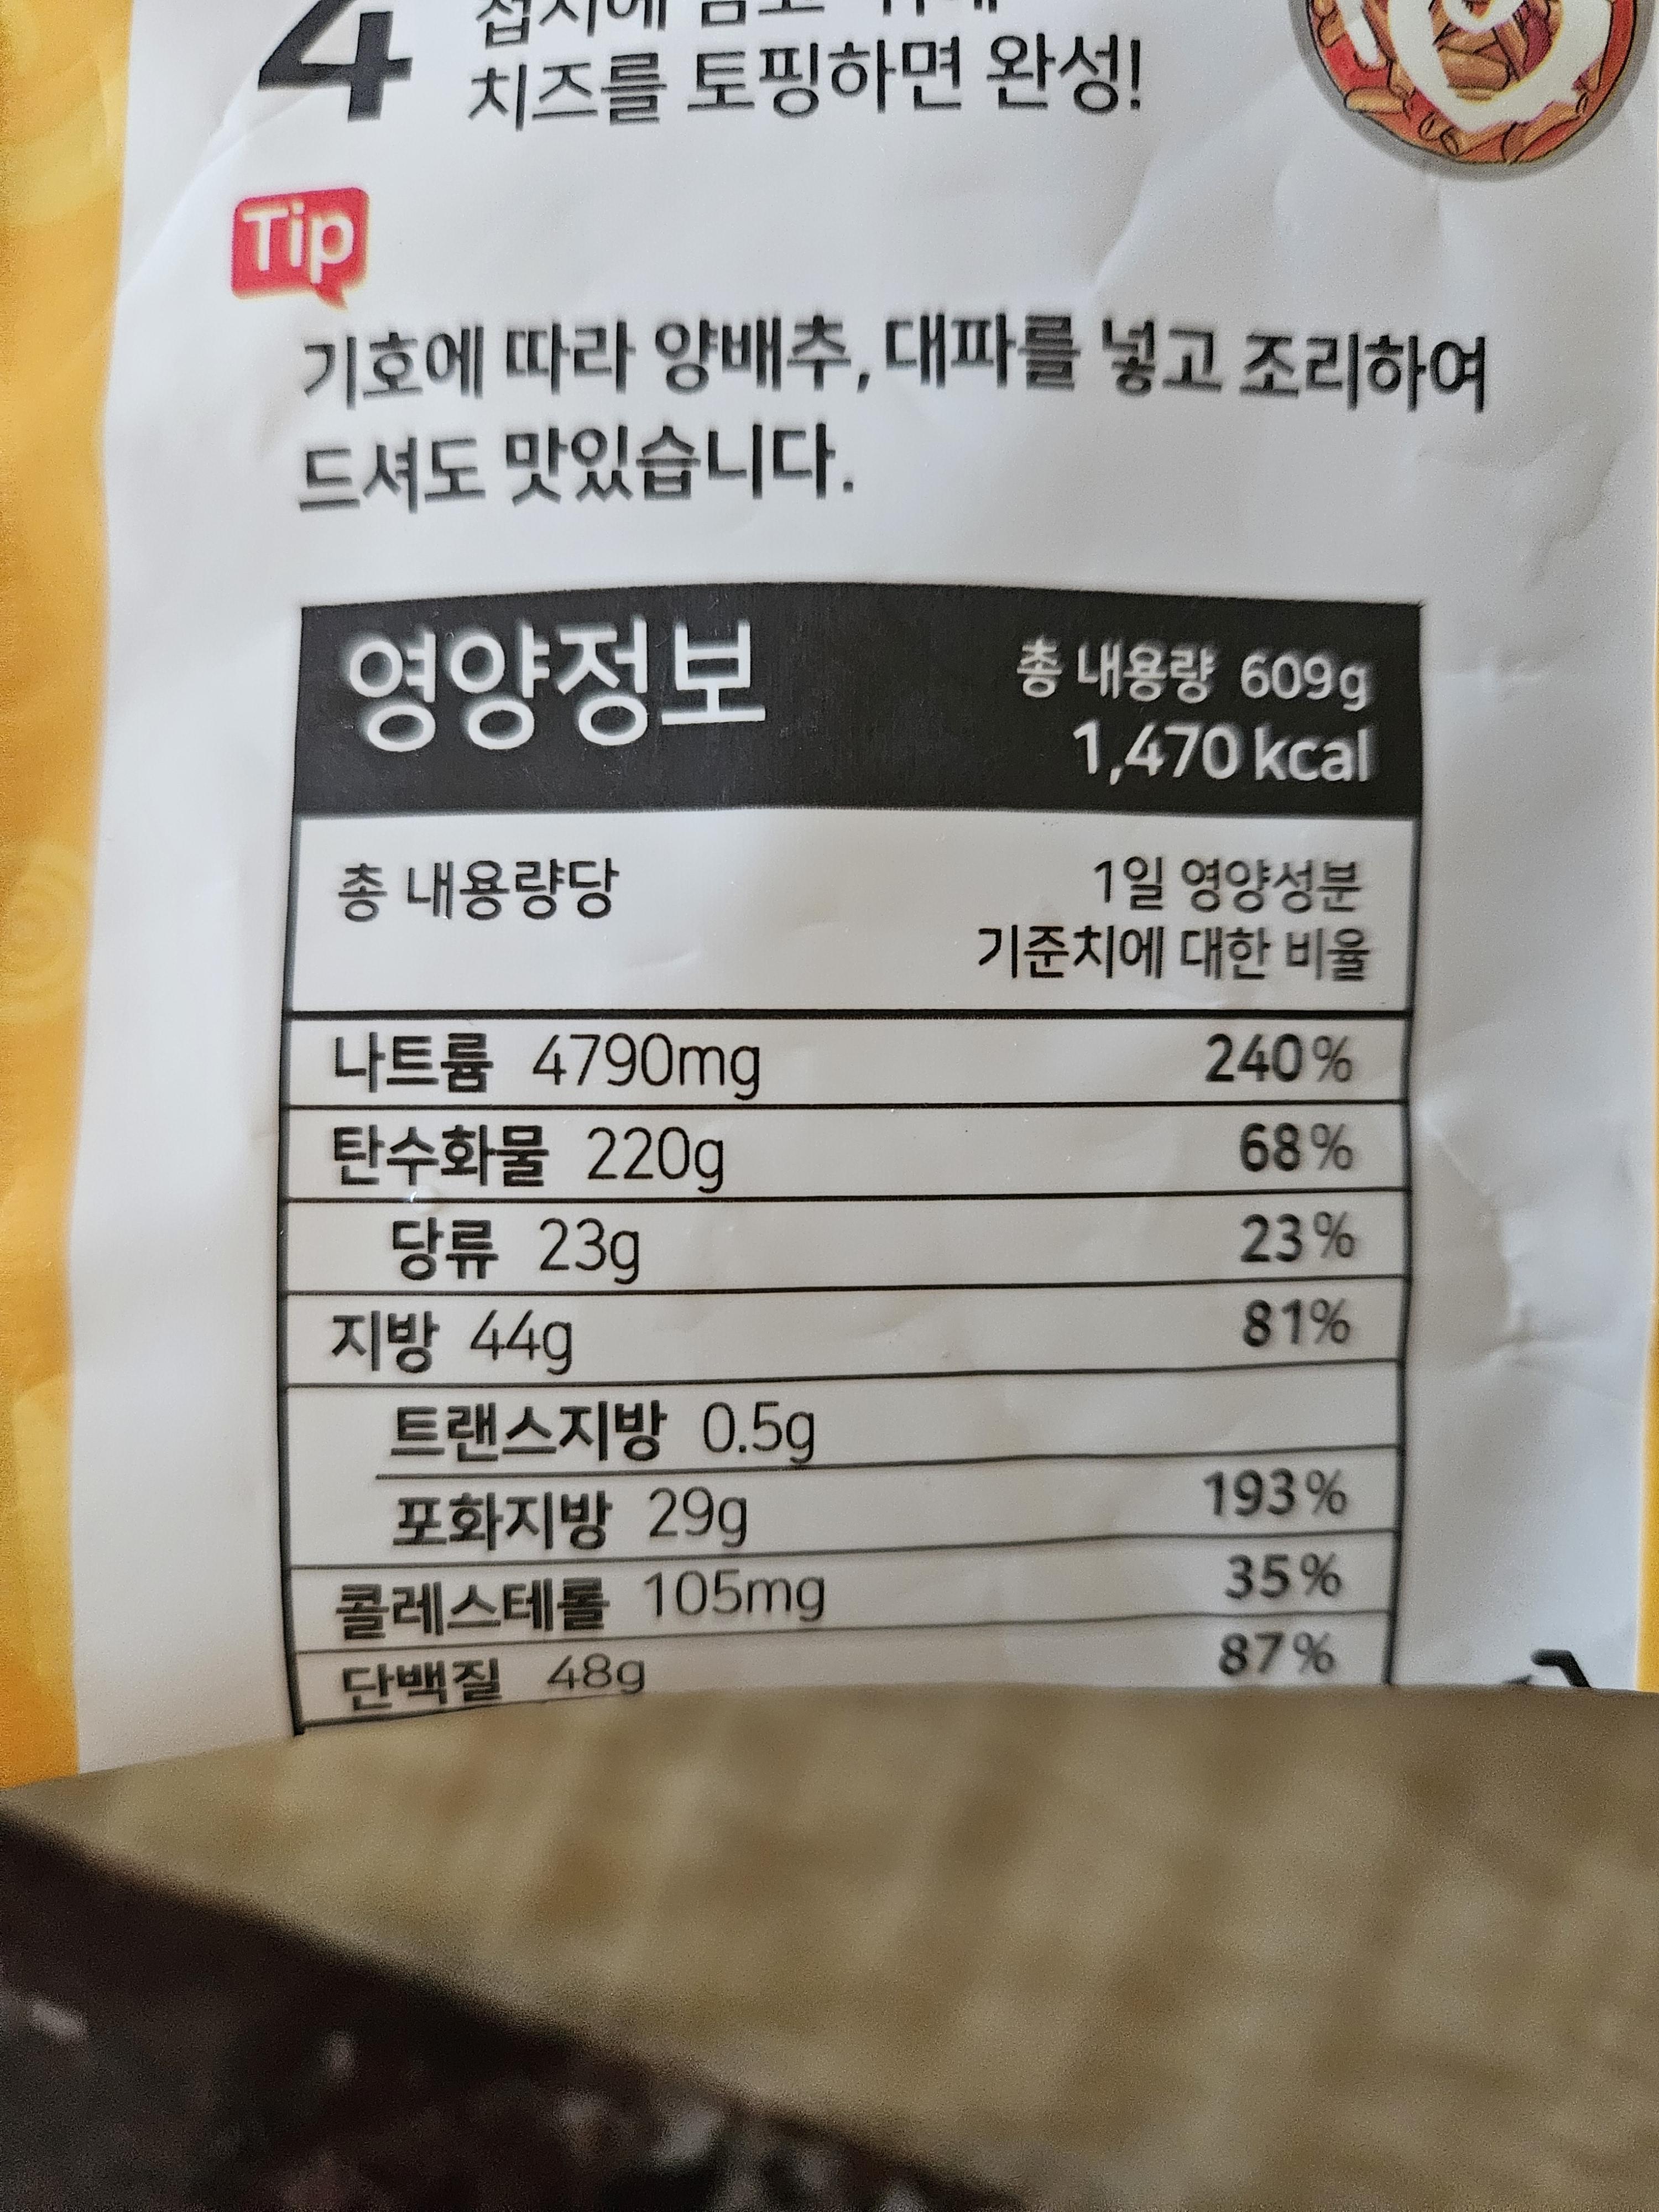 4
치즈를 토핑하면 완성!
Tip
기호에 따라 양배추, 대파를 넣고 조리하여
드셔도 맛있습니다.
영양정보
총 내용량 609g
1,470 kcal
총 내용량당
1일 영양성분
기준치에 대한 비율
나트륨 4790mg 240%
탄수화물 220g 68%
당류 23g 23%
지방 44g 81%
트랜스지방 0.5g
포화지방 29g 193%
콜레스테롤 105mg 35%
단백질 48g 87%